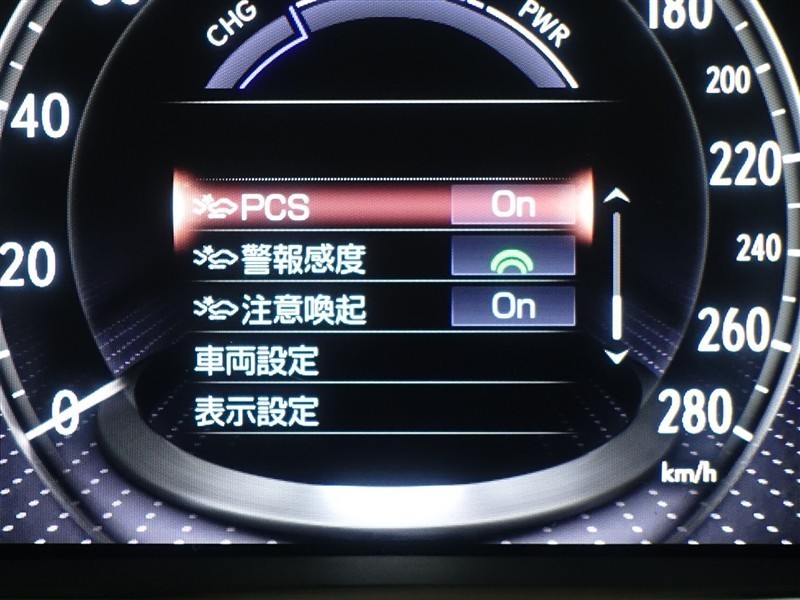 CHG
PWR
180
200
220
240
260
280
km/h
40
20
0
PCS On
警報感度
注意喚起 On
車両設定
表示設定